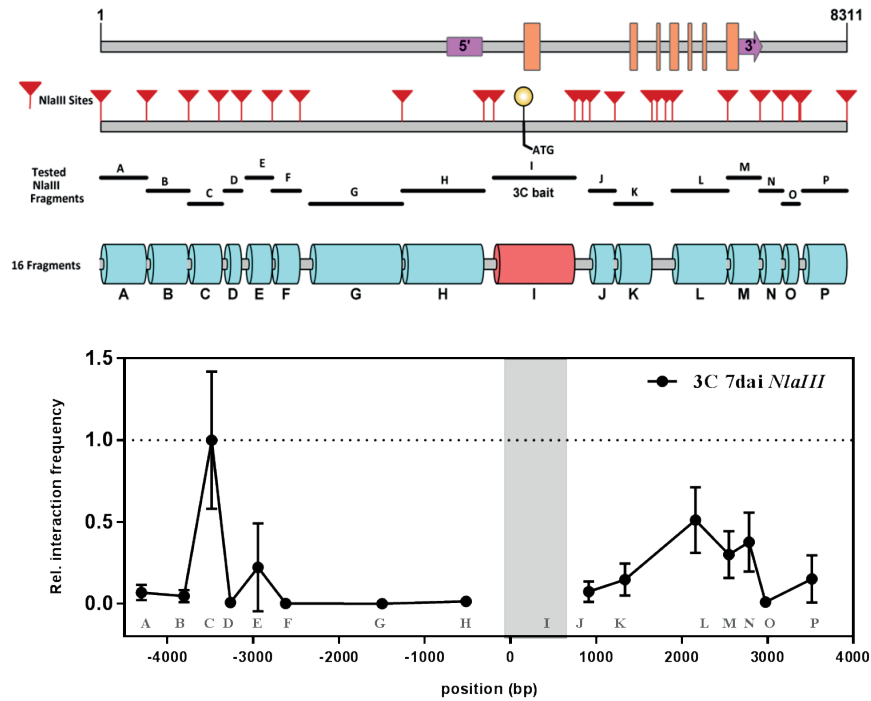 1 8311
5' 3'
NlaIII Sites
ATG
Tested
NlaIII
Fragments
A B C D E F G H I J K L M N O P
3C bait
16 Fragments
A B C D E F G H I J K L M N O P
1.5
1.0
0.5
0.0
Rel. interaction frequency
3C 7dai NlaIII
A B C D E F G H I J K L M N O P
-4000 -3000 -2000 -1000 0 1000 2000 3000 4000
position (bp)